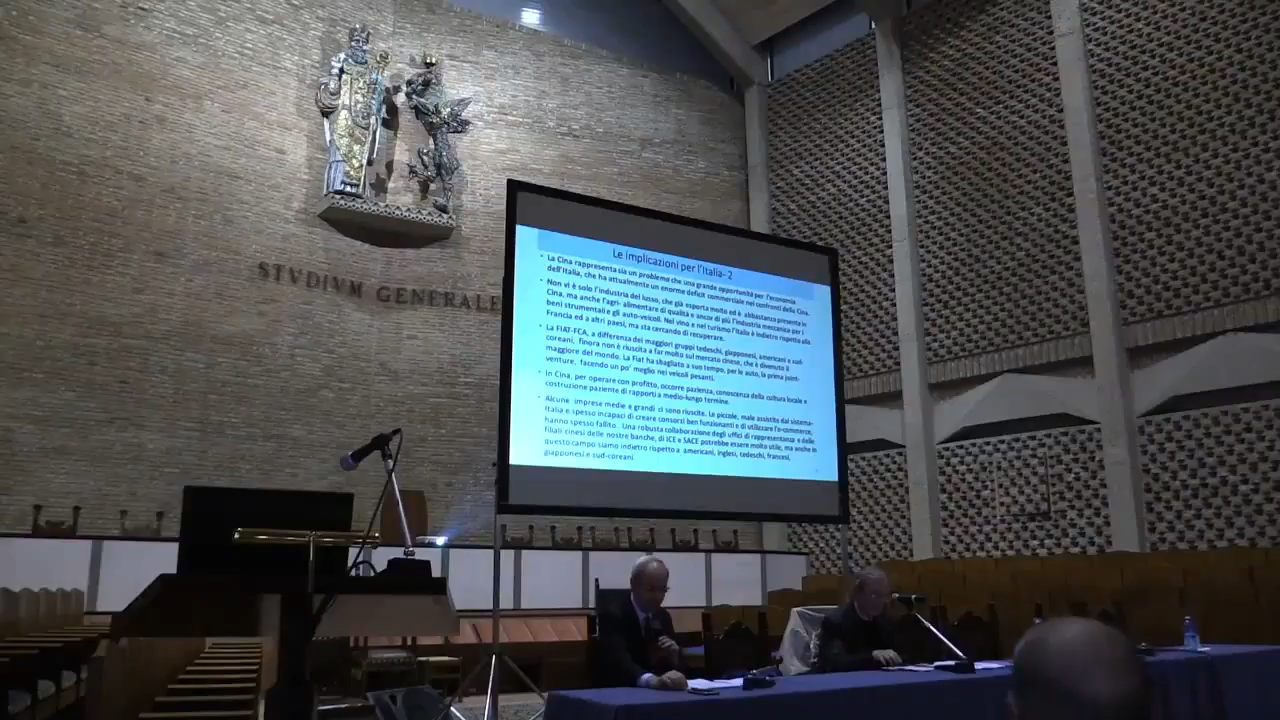 STVDIVM GENERALE
Le implicazioni per l'Italia- 2
• La Cina rappresenta sia un problema che una grande opportunità per l'economia
dell'Italia, che ha attualmente un enorme deficit commerciale nei confronti della Cina.
• Non vi è solo l'industria del lusso, che già esporta molto ed è abbastanza presente in
Cina, ma anche l'agri- alimentare di qualità e ancor di più l'industria meccanica per i
beni strumentali e gli auto-veicoli. Nel vino e nel turismo l'Italia è indietro rispetto alla
Francia ed a altri paesi, ma sta cercando di recuperare.
• La FIAT-FCA, a differenza dei maggiori gruppi tedeschi, giapponesi, americani e sud-
coreani, finora non è riuscita a far molto sul mercato cinese, che è divenuto il
maggiore del mondo. La Fiat ha sbagliato a suo tempo, per le auto, la prima joint-
venture, facendo un po' meglio nei veicoli pesanti.
• In Cina, per operare con profitto, occorre pazienza, conoscenza della cultura locale e
costruzione paziente di rapporti a medio-lungo termine.
• Alcune imprese medie e grandi ci sono riuscite. Le piccole, male assistite dal sistema-
Italia e spesso incapaci di creare consorzi ben funzionanti e di utilizzare l'e-commerce,
hanno spesso fallito. Una robusta collaborazione degli uffici di rappresentanza e delle
filiali cinesi delle nostre banche, di ICE e SACE potrebbe essere molto utile, ma anche in
questo campo siamo indietro rispetto a americani, inglesi, tedeschi, francesi,
giapponesi e sud-coreani.